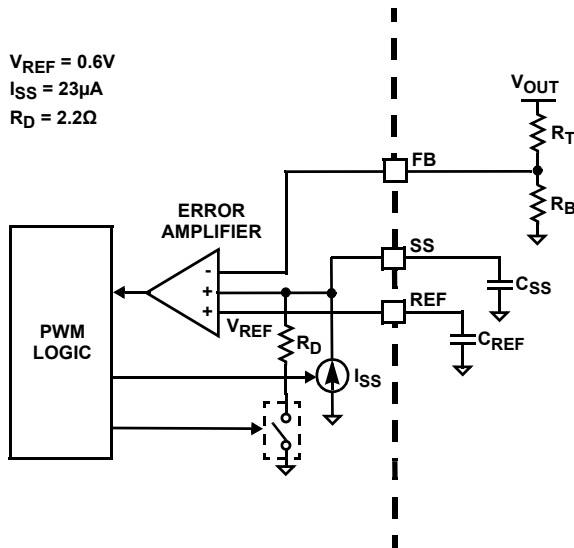 V_REF = 0.6V
I_SS = 23µA
R_D = 2.2Ω
V_OUT
R_T
FB
R_B
ERROR
AMPLIFIER
SS
-
+
C_SS
+
REF
V_REF
R_D
C_REF
PWM
LOGIC
I_SS